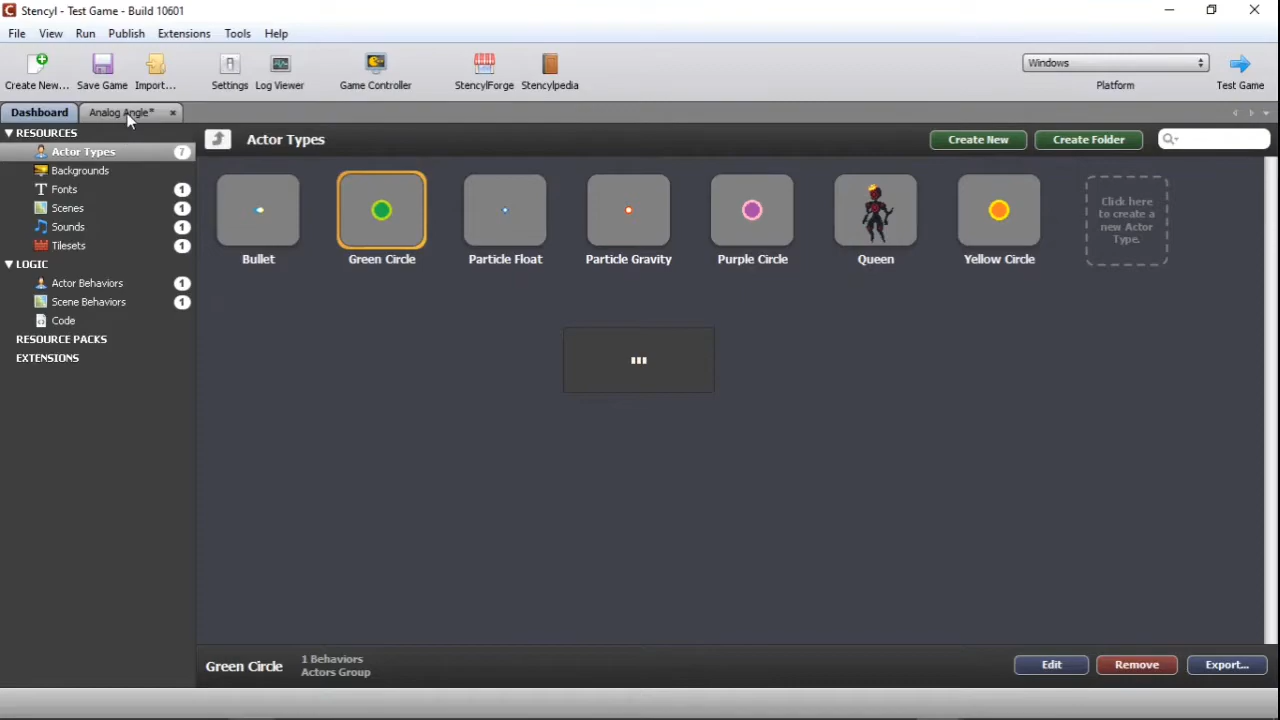 Stencyl - Test Game - Build 10601
File View Run Publish Extensions Tools Help
Create New... Save Game Import... Settings Log Viewer Game Controller StencylForge Stencylpedia
Windows
Platform
Test Game
Dashboard
Analog Angle*
RESOURCES
Actor Types 7
Backgrounds
Fonts 1
Scenes 1
Sounds 1
Tilesets 1
LOGIC
Actor Behaviors 1
Scene Behaviors 1
Code
RESOURCE PACKS
EXTENSIONS
Actor Types
Create New
Create Folder
Bullet
Green Circle
Particle Float
Particle Gravity
Purple Circle
Queen
Yellow Circle
Click here
to create a
new Actor
Type.
...
Green Circle
1 Behaviors
Actors Group
Edit
Remove
Export...